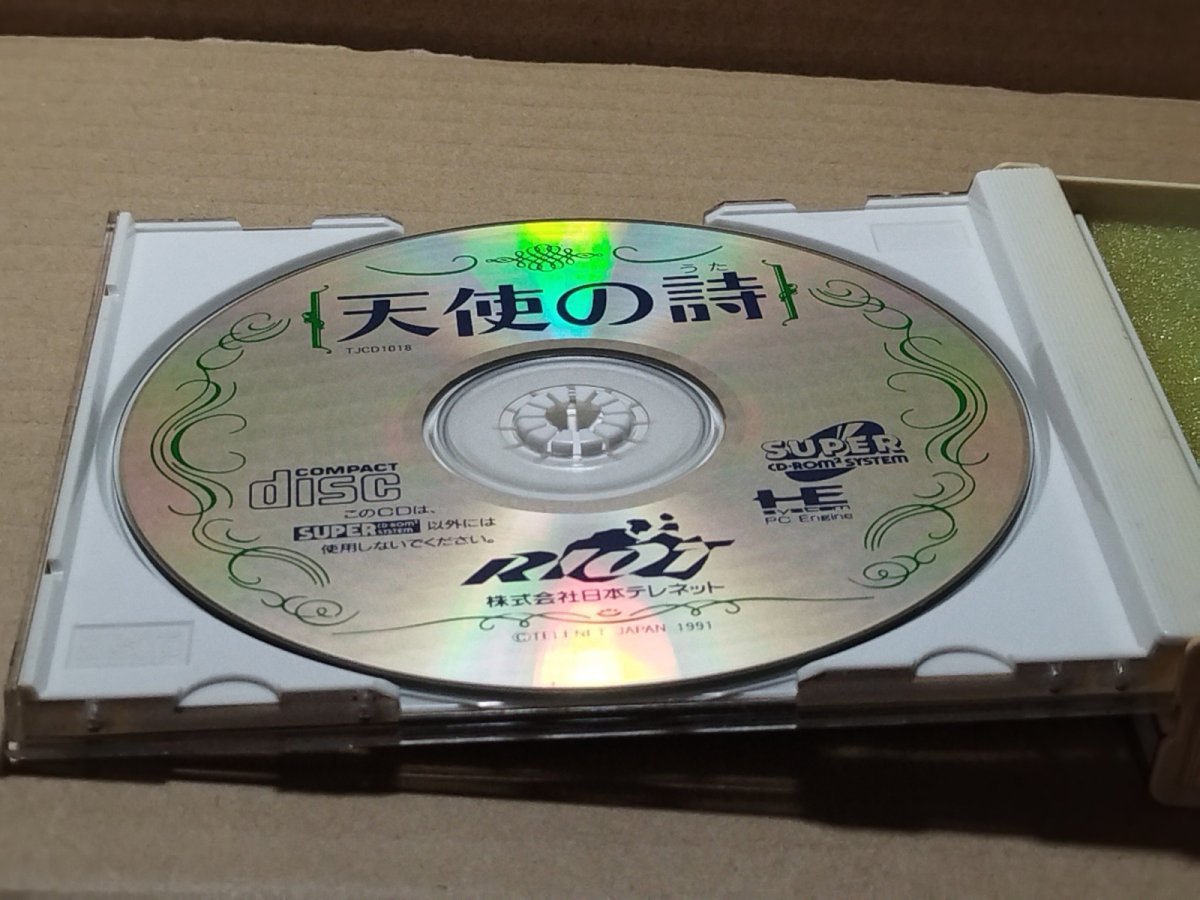 うた
天使の詩
TJCD1018
COMPACT
disc
このCDは、
SUPER CD-ROM² SYSTEM 以外には
使用しないでください。
SUPER
CD-ROM² SYSTEM
HE
system
PC Engine
RIOT
株式会社日本テレネット
©TELENET JAPAN 1991